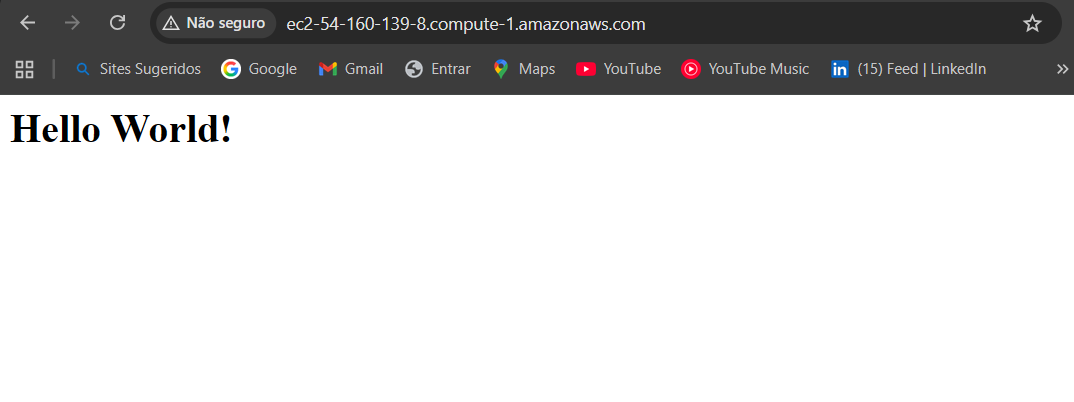 Não seguro ec2-54-160-139-8.compute-1.amazonaws.com
Sites Sugeridos Google Gmail Entrar Maps YouTube YouTube Music in (15) Feed | LinkedIn »
Hello World!